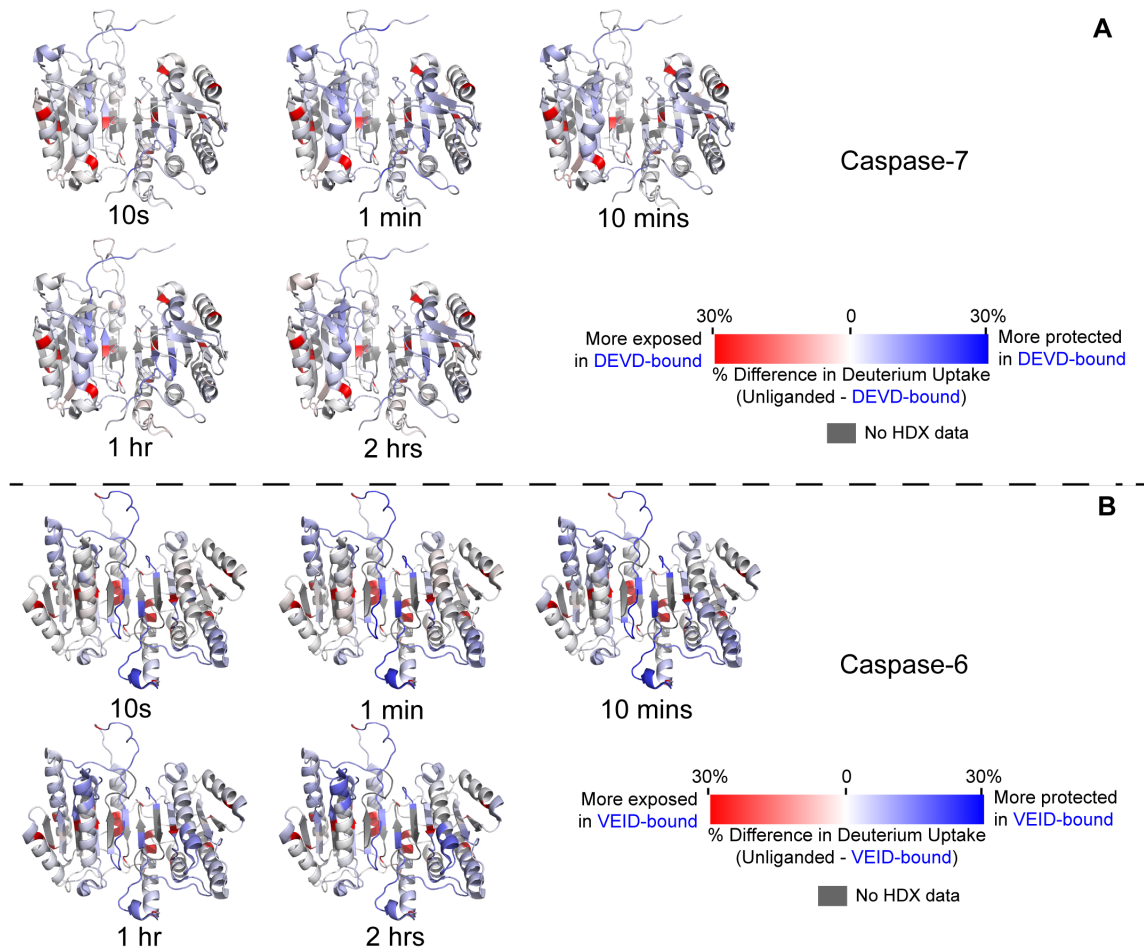 A
10s
1 min
10 mins
Caspase-7
1 hr
2 hrs
30%
0
30%
More exposed
in DEVD-bound
More protected
in DEVD-bound
% Difference in Deuterium Uptake
(Unliganded - DEVD-bound)
No HDX data
B
10s
1 min
10 mins
Caspase-6
1 hr
2 hrs
30%
0
30%
More exposed
in VEID-bound
More protected
in VEID-bound
% Difference in Deuterium Uptake
(Unliganded - VEID-bound)
No HDX data